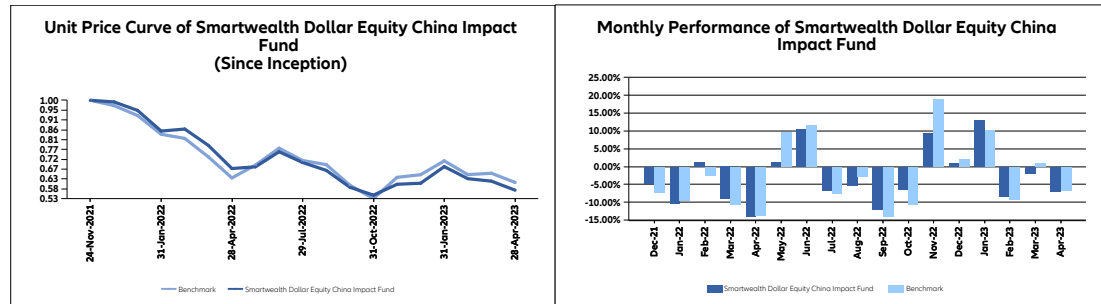 Unit Price Curve of Smartwealth Dollar Equity China Impact
Fund
(Since Inception)
1.00
0.95
0.91
0.86
0.81
0.77
0.72
0.67
0.63
0.58
0.53
24-Nov-2021
31-Jan-2022
28-Apr-2022
29-Jul-2022
31-Oct-2022
31-Jan-2023
28-Apr-2023
Benchmark
Smartwealth Dollar Equity China Impact Fund
Monthly Performance of Smartwealth Dollar Equity China
Impact Fund
25.00%
20.00%
15.00%
10.00%
5.00%
0.00%
-5.00%
-10.00%
-15.00%
Dec-21
Jan-22
Feb-22
Mar-22
Apr-22
May-22
Jun-22
Jul-22
Aug-22
Sep-22
Oct-22
Nov-22
Dec-22
Jan-23
Feb-23
Mar-23
Apr-23
Smartwealth Dollar Equity China Impact Fund
Benchmark